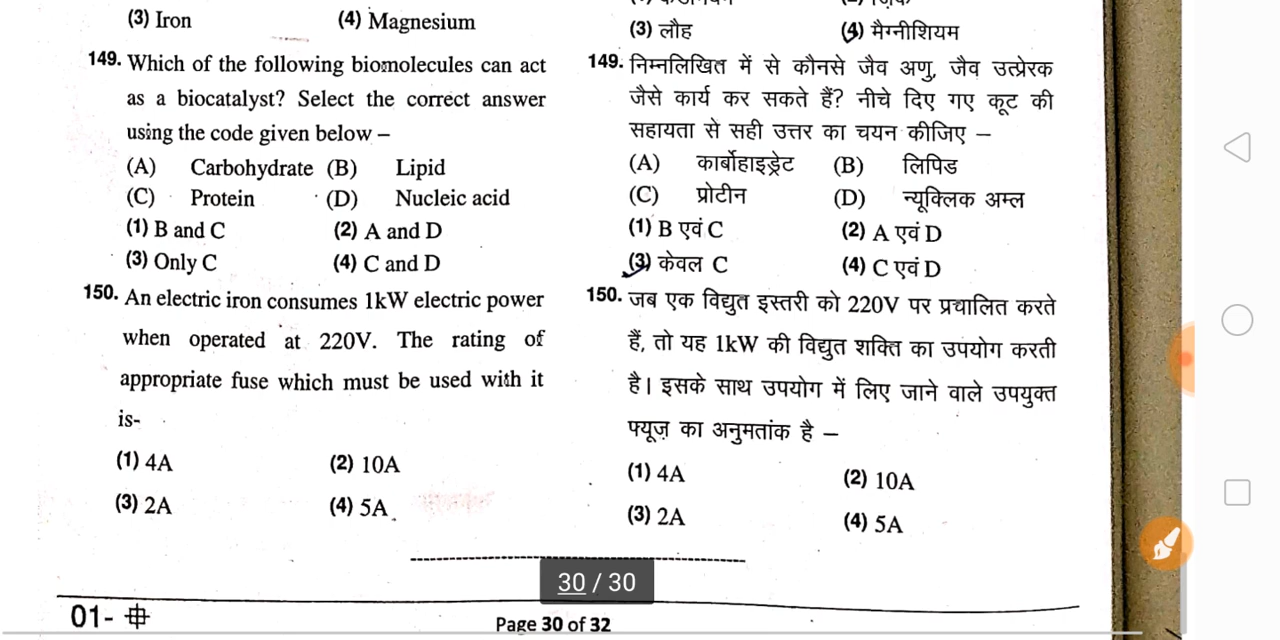 (3) Iron
(4) Magnesium
149. Which of the following biomolecules can act
as a biocatalyst? Select the correct answer
using the code given below –
(A) Carbohydrate (B) Lipid
(C) Protein (D) Nucleic acid
(1) B and C (2) A and D
(3) Only C (4) C and D
150. An electric iron consumes 1kW electric power
when operated at 220V. The rating of
appropriate fuse which must be used with it
is-
(1) 4A (2) 10A
(3) 2A (4) 5A
(3) लौह (4) मैग्नीशियम
149. निम्नलिखित में से कौनसे जैव अणु, जैव उत्प्रेरक
जैसे कार्य कर सकते हैं? नीचे दिए गए कूट की
सहायता से सही उत्तर का चयन कीजिए –
(A) कार्बोहाइड्रेट (B) लिपिड
(C) प्रोटीन (D) न्यूक्लिक अम्ल
(1) B एवं C (2) A एवं D
(3) केवल C (4) C एवं D
150. जब एक विद्युत इस्तरी को 220V पर प्रचालित करते
हैं, तो यह 1kW की विद्युत शक्ति का उपयोग करती
है। इसके साथ उपयोग में लिए जाने वाले उपयुक्त
फ्यूज़ का अनुमतांक है –
(1) 4A (2) 10A
(3) 2A (4) 5A
30 / 30
01-
Page 30 of 32